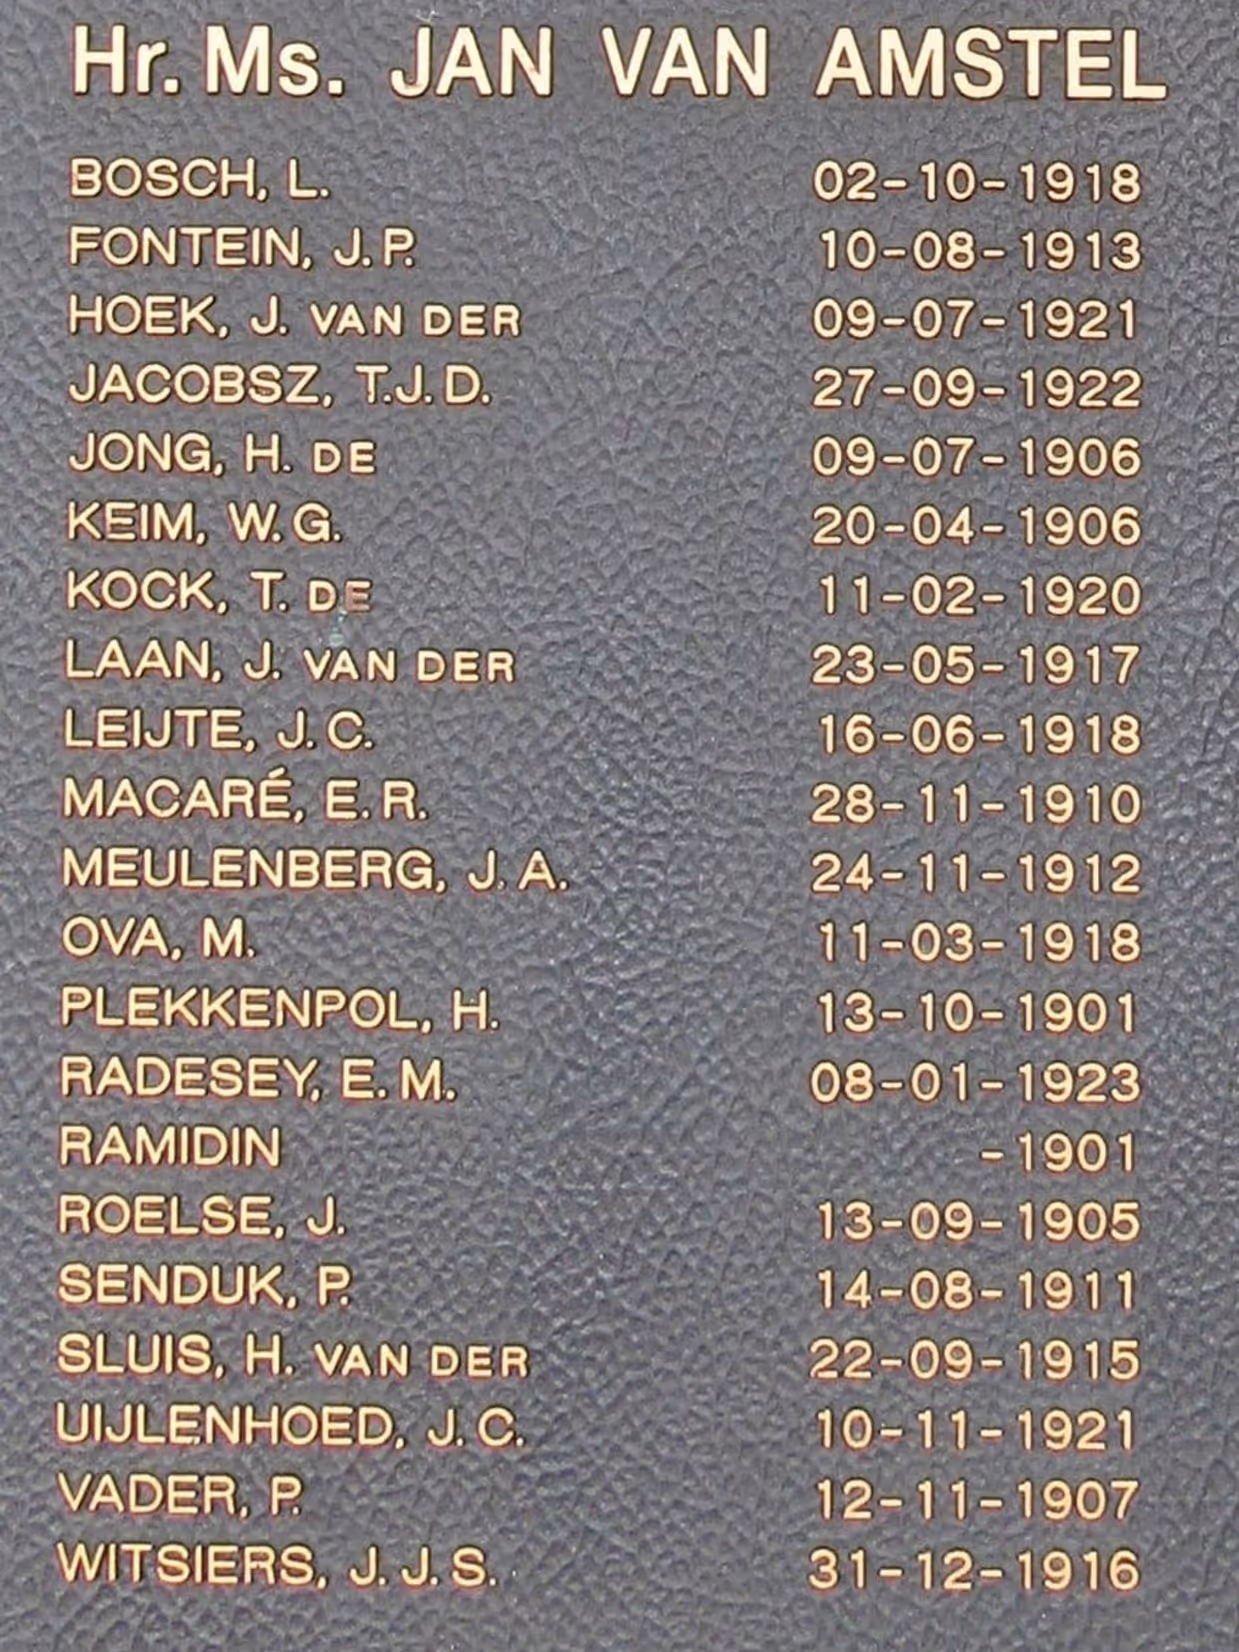 Hr. Ms. JAN VAN AMSTEL
BOSCH, L. 02-10-1918
FONTEIN, J. P. 10-08-1913
HOEK, J. VAN DER 09-07-1921
JACOBSZ, T.J. D. 27-09-1922
JONG, H. DE 09-07-1906
KEIM, W. G. 20-04-1906
KOCK, T. DE 11-02-1920
LAAN, J. VAN DER 23-05-1917
LEIJTE, J. C. 16-06-1918
MACARÉ, E. R. 28-11-1910
MEULENBERG, J. A. 24-11-1912
OVA, M. 11-03-1918
PLEKKENPOL, H. 13-10-1901
RADESEY, E. M. 08-01-1923
RAMIDIN -1901
ROELSE, J. 13-09-1905
SENDUK, P. 14-08-1911
SLUIS, H. VAN DER 22-09-1915
UIJLENHOED, J. C. 10-11-1921
VADER, P. 12-11-1907
WITSIERS, J. J. S. 31-12-1916